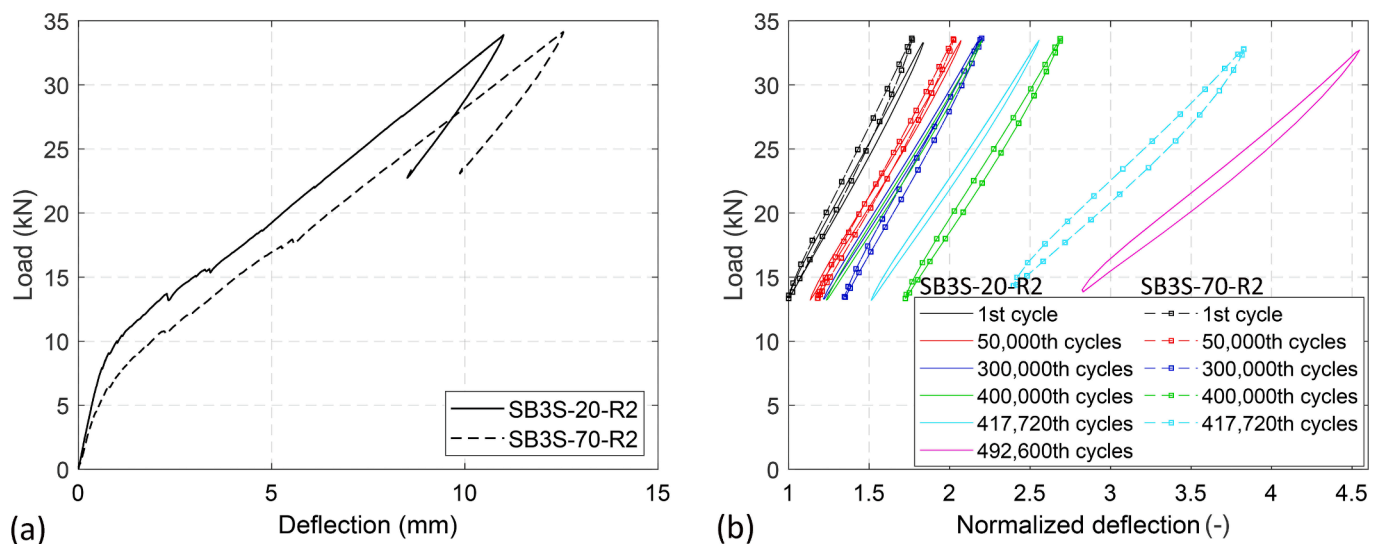 35
30
25
20
15
10
5
0
Load (kN)
0
5
10
15
Deflection (mm)
SB3S-20-R2
SB3S-70-R2
(a)
35
30
25
20
15
10
5
0
Load (kN)
1
1.5
2
2.5
3
3.5
4
4.5
Normalized deflection (-)
SB3S-20-R2 SB3S-70-R2
1st cycle 1st cycle
50,000th cycles 50,000th cycles
300,000th cycles 300,000th cycles
400,000th cycles 400,000th cycles
417,720th cycles 417,720th cycles
492,600th cycles
(b)